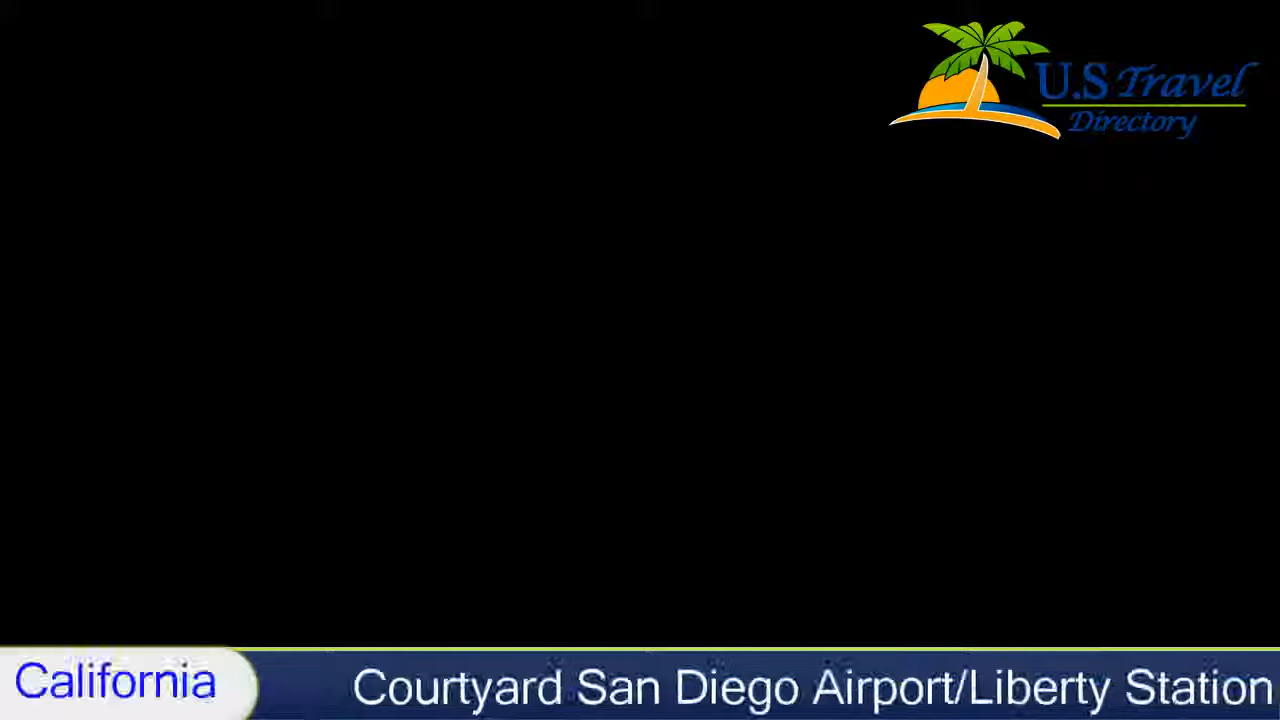 U.S Travel
Directory
California
Courtyard San Diego Airport/Liberty Station